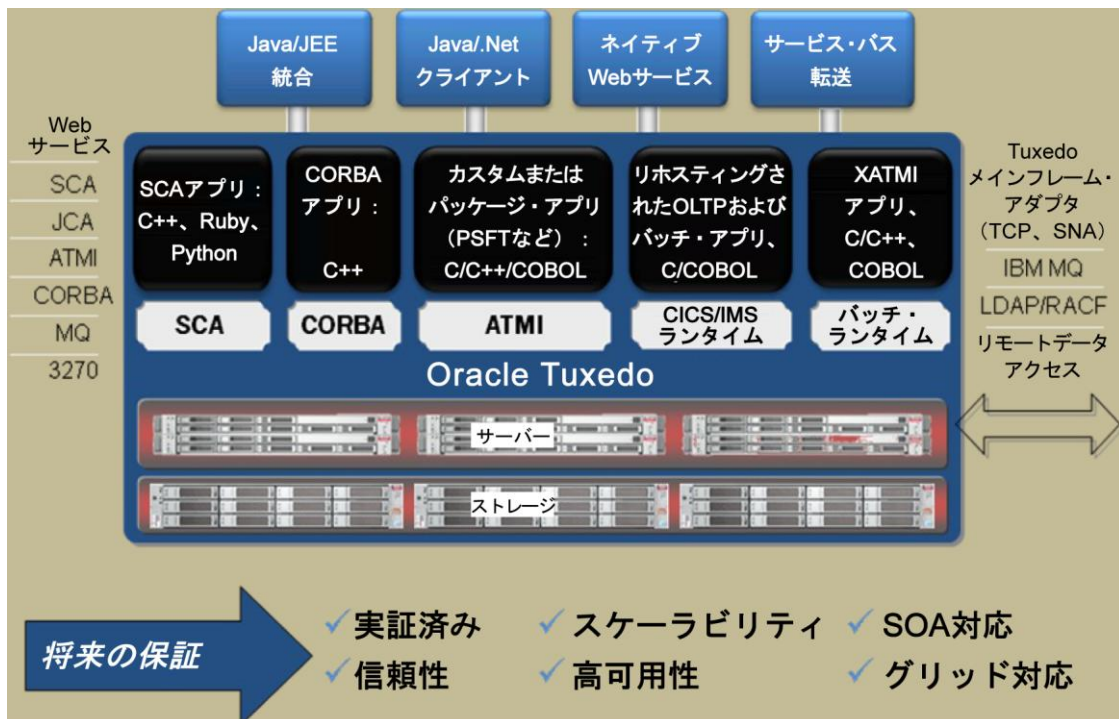 Java/JEE
統合
Java/.Net
クライアント
ネイティブ
Webサービス
サービス・バス
転送
Web
サービス
SCA
JCA
ATMI
CORBA
MQ
3270
SCAアプリ：
C++、Ruby、
Python
CORBA
アプリ：
C++
カスタムまたは
パッケージ・アプリ
（PSFTなど）：
C/C++/COBOL
リホスティングさ
れたOLTPおよび
バッチ・アプリ、
C/COBOL
XATMI
アプリ、
C/C++、
COBOL
SCA
CORBA
ATMI
CICS/IMS
ランタイム
バッチ・
ランタイム
Oracle Tuxedo
サーバー
ストレージ
Tuxedo
メインフレーム・
アダプタ
（TCP、SNA）
IBM MQ
LDAP/RACF
リモートデータ
アクセス
将来の保証
実証済み
スケーラビリティ
SOA対応
信頼性
高可用性
グリッド対応